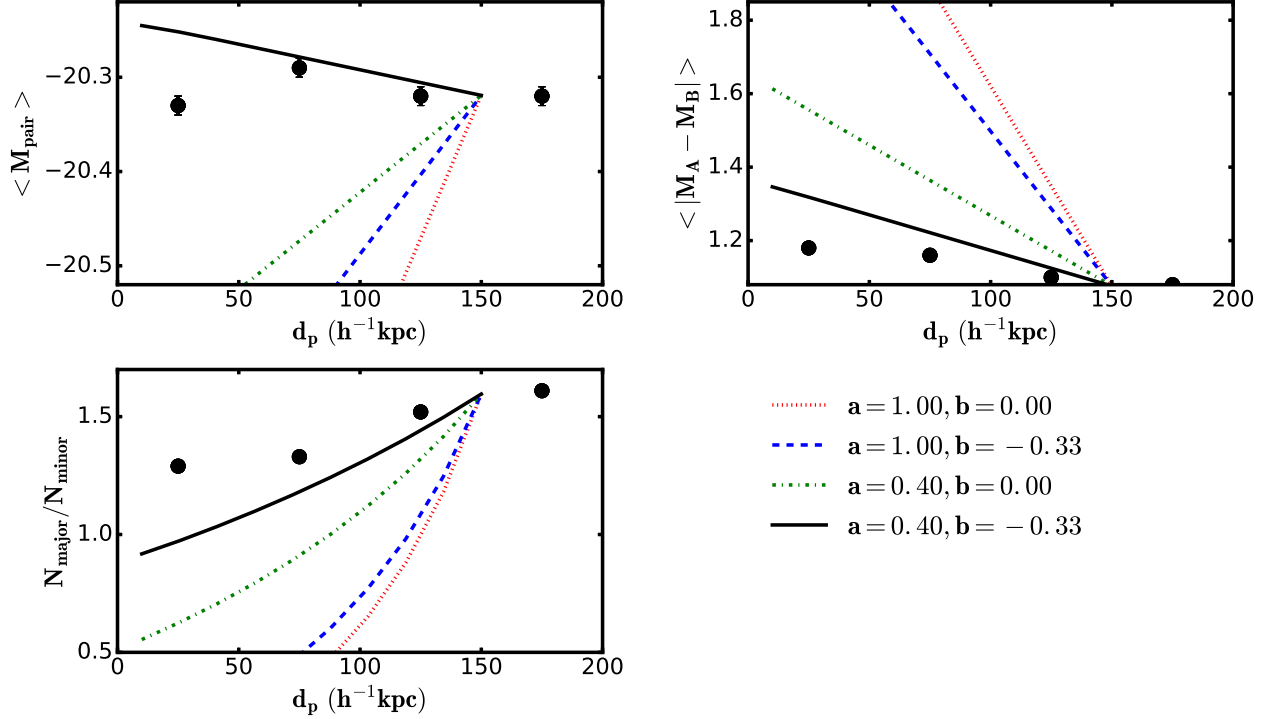 < M_pair >
−20.3
−20.4
−20.5
0 50 100 150 200
d_p (h^−1 kpc)
< |M_A − M_B| >
1.8
1.6
1.4
1.2
0 50 100 150 200
d_p (h^−1 kpc)
N_major/N_minor
1.5
1.0
0.5
0 50 100 150 200
d_p (h^−1 kpc)
a = 1.00, b = 0.00
a = 1.00, b = −0.33
a = 0.40, b = 0.00
a = 0.40, b = −0.33